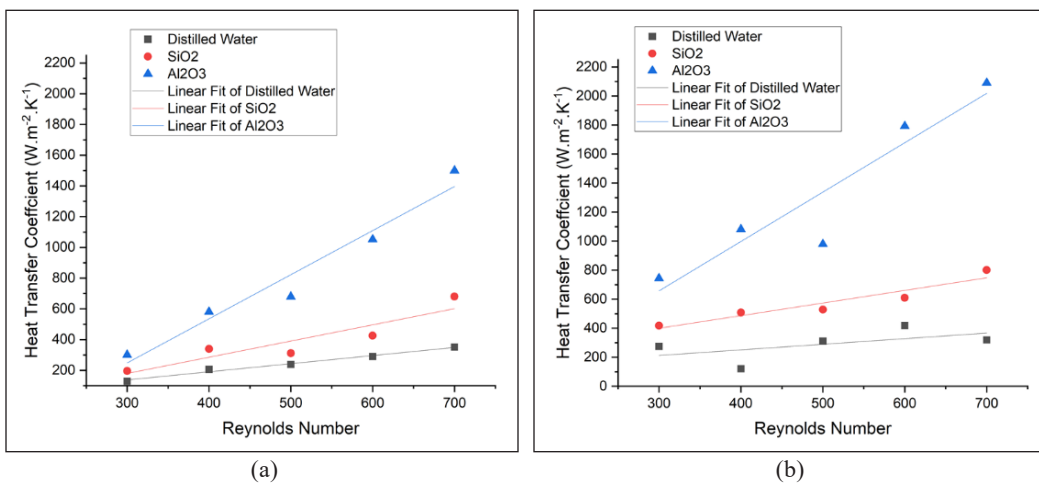 Distilled Water
SiO2
Al2O3
Linear Fit of Distilled Water
Linear Fit of SiO2
Linear Fit of Al2O3
2200
2000
1800
1600
1400
1200
1000
800
600
400
200
Heat Transfer Coeffcient (W.m-2.K-1)
300 400 500 600 700
Reynolds Number
(a)
Distilled Water
SiO2
Al2O3
Linear Fit of Distilled Water
Linear Fit of SiO2
Linear Fit of Al2O3
2200
2000
1800
1600
1400
1200
1000
800
600
400
200
0
Heat Transfer Coeffcient (W.m-2.K-1)
300 400 500 600 700
Reynolds Number
(b)